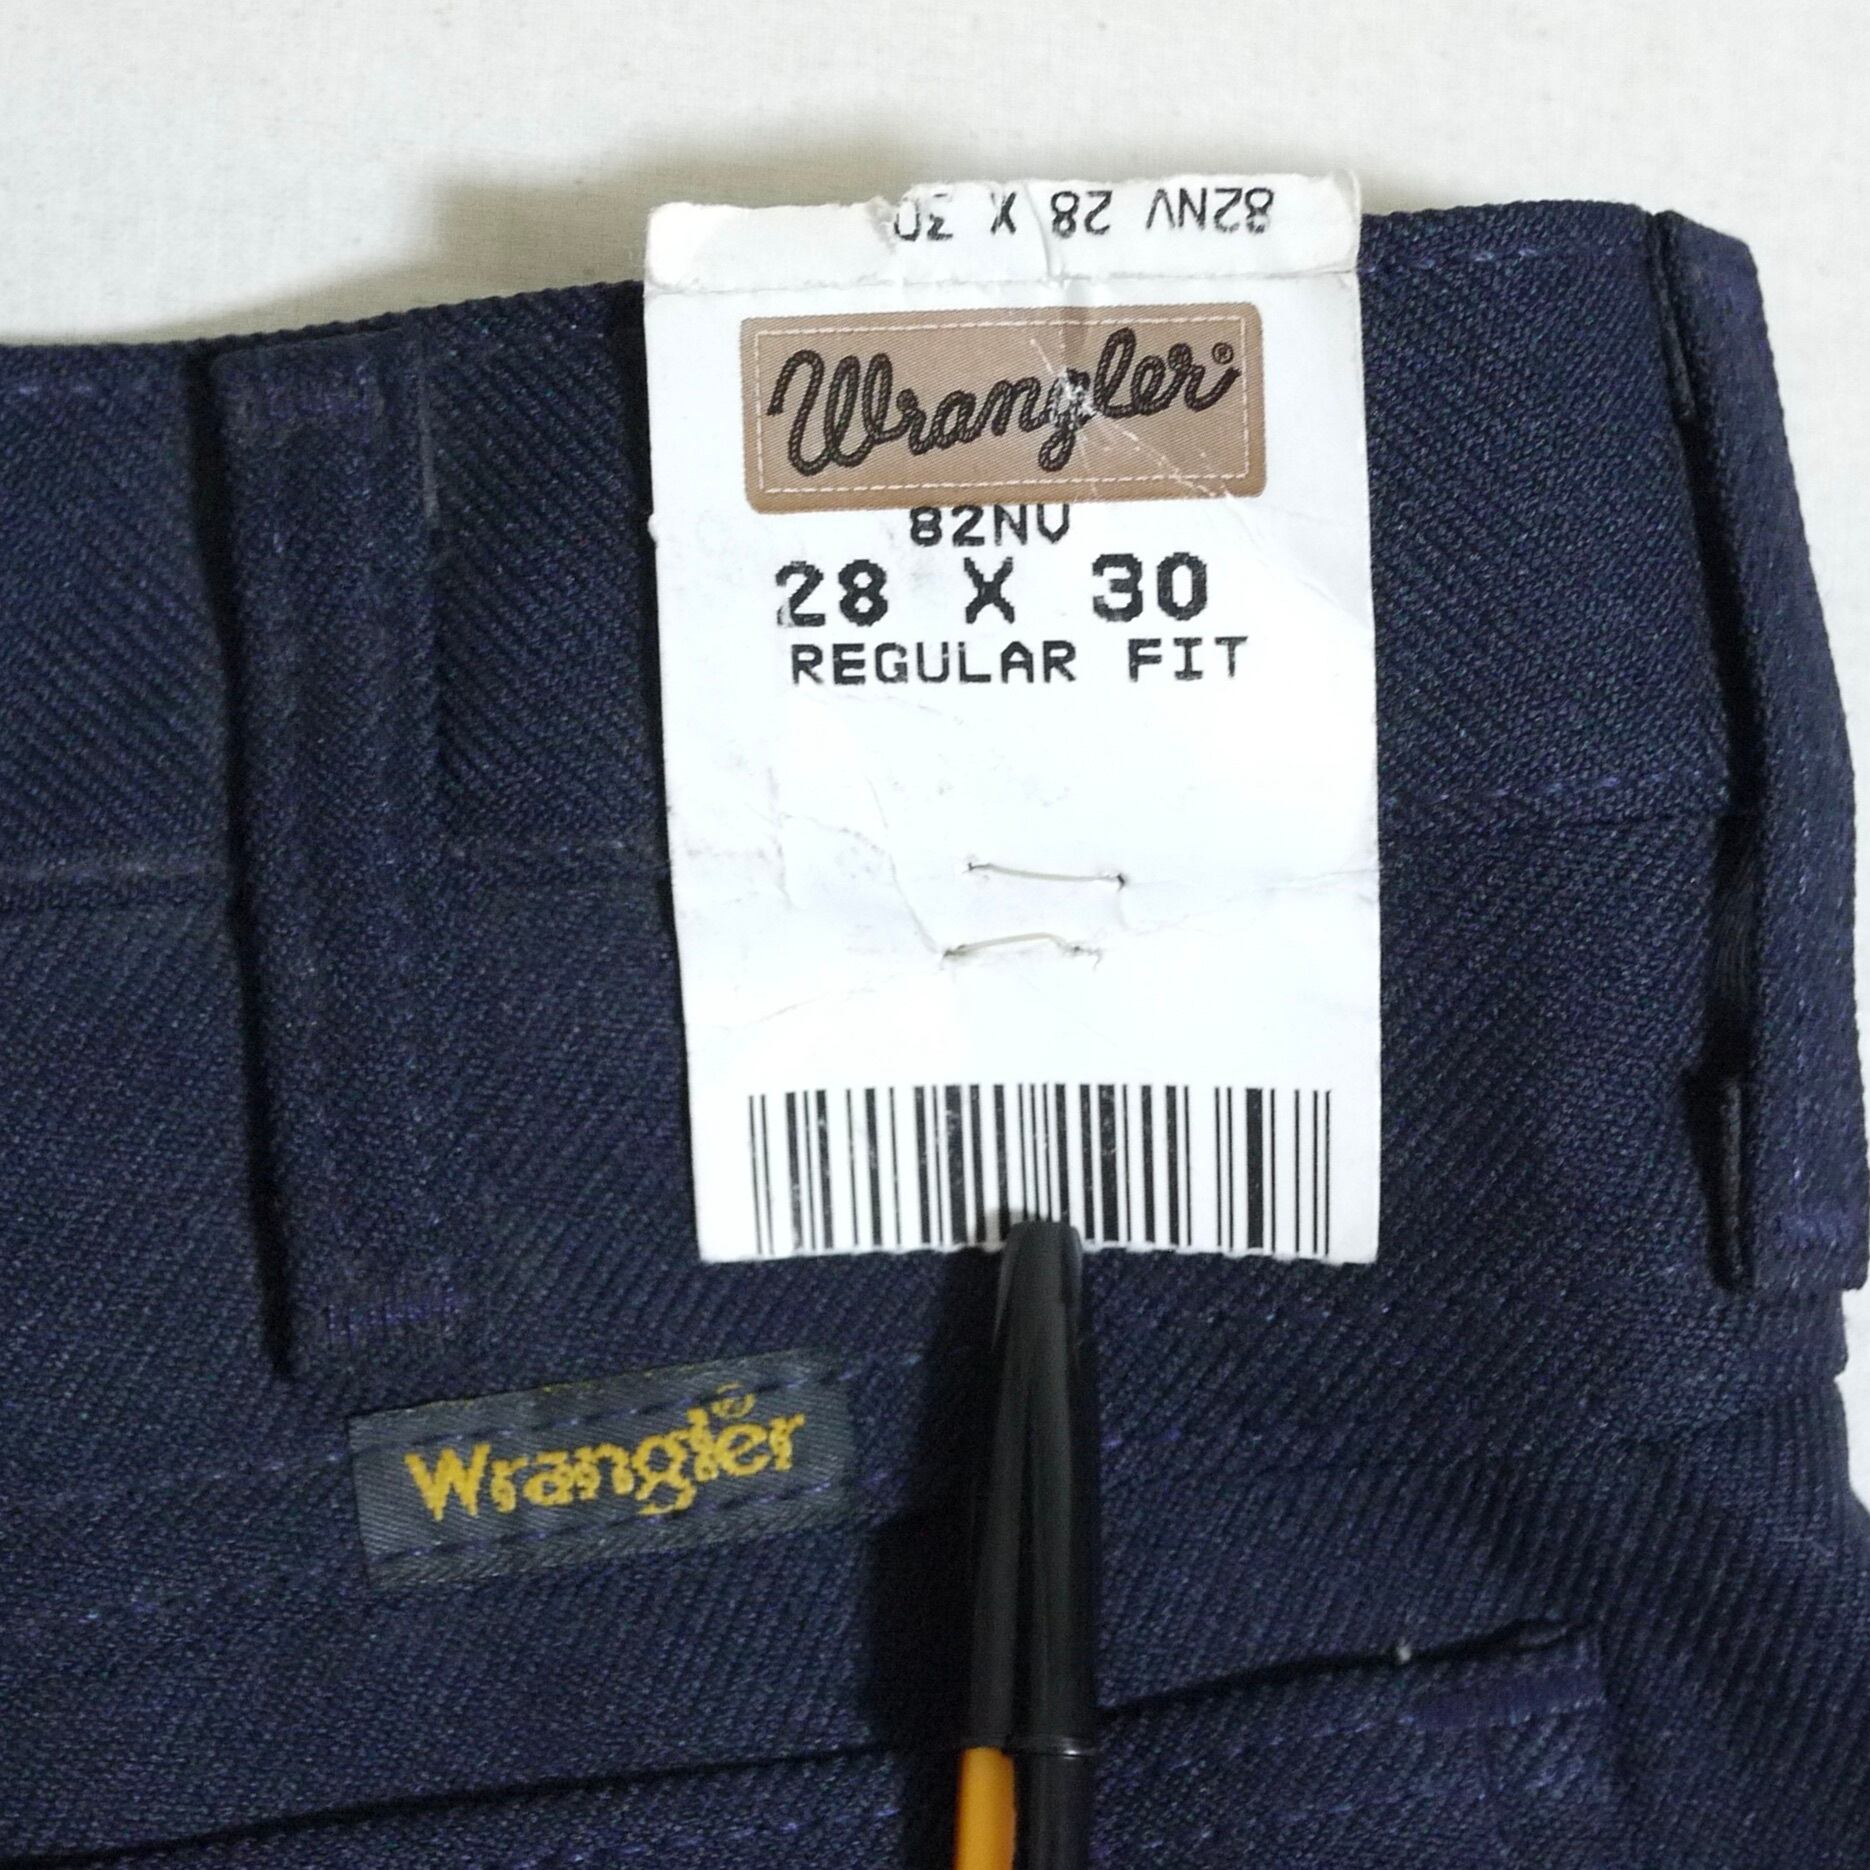 82NV 28 X 30
Wrangler®
82NV
28 X 30
REGULAR FIT
Wrangler®